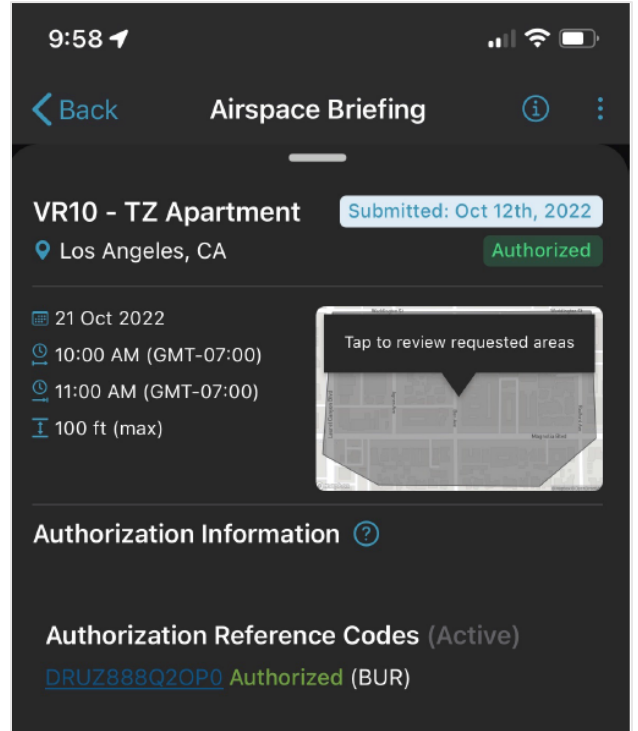 9:58
Back Airspace Briefing
VR10 - TZ Apartment Submitted: Oct 12th, 2022
Los Angeles, CA Authorized
21 Oct 2022
10:00 AM (GMT-07:00)
11:00 AM (GMT-07:00)
100 ft (max)
Tap to review requested areas
Magnolia Blvd
Authorization Information ?
Authorization Reference Codes (Active)
DRUZ888Q2OP0 Authorized (BUR)